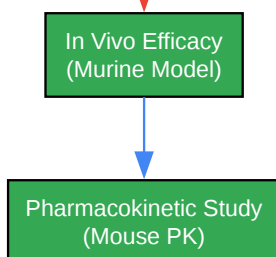 In Vivo Efficacy
(Murine Model)
Pharmacokinetic Study
(Mouse PK)